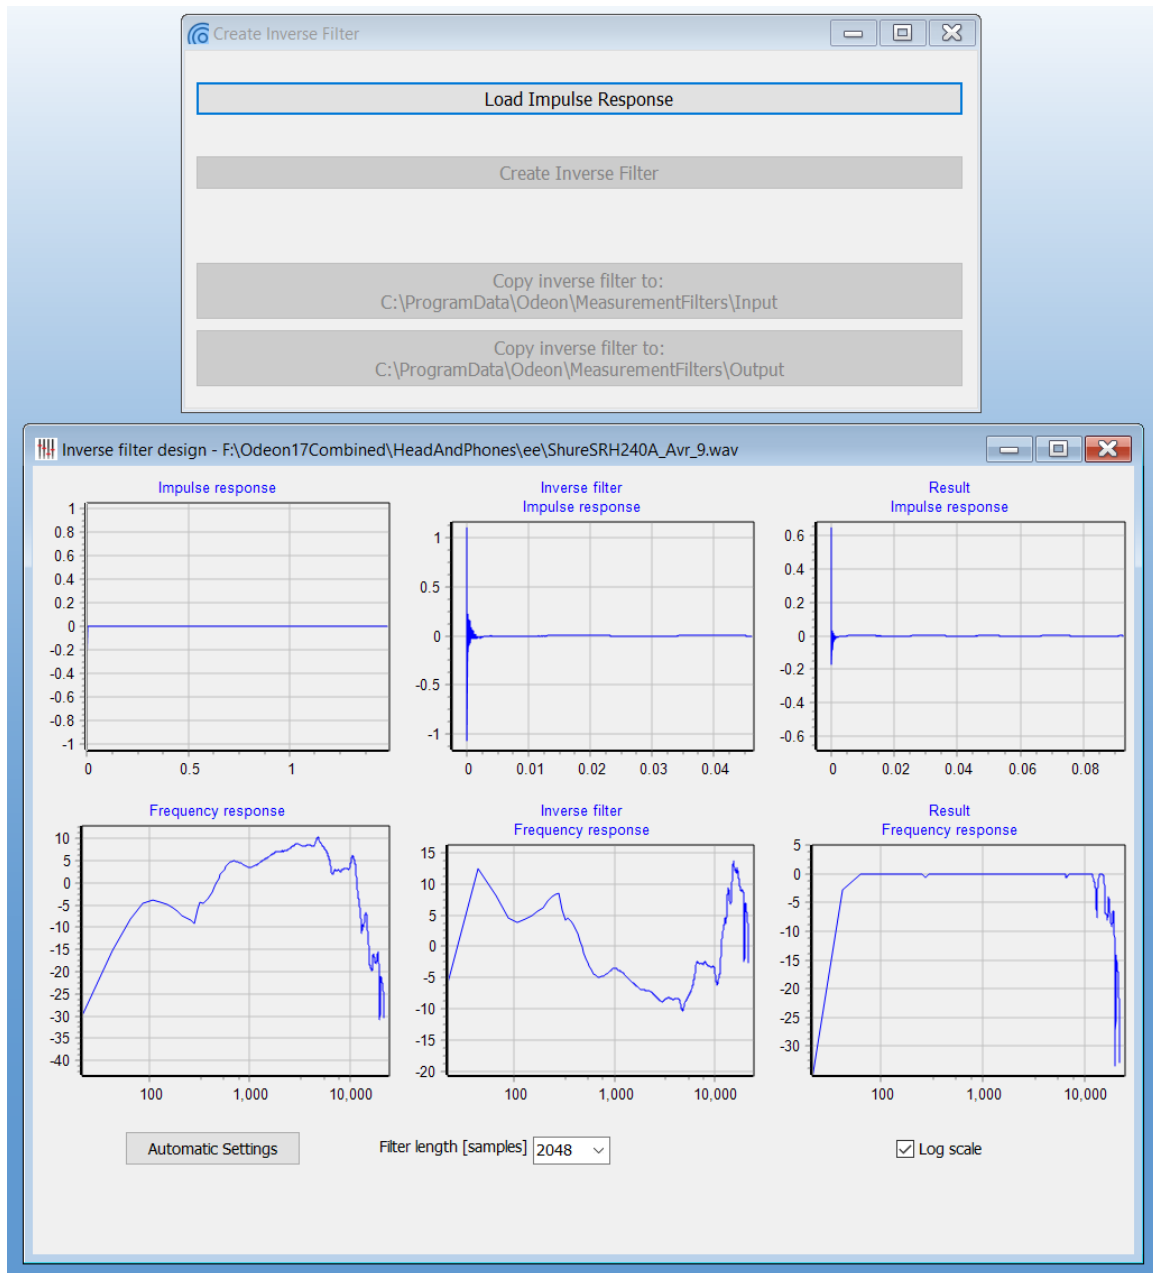 Create Inverse Filter
Load Impulse Response
Create Inverse Filter
Copy inverse filter to:
C:\ProgramData\Odeon\MeasurementFilters\Input
Copy inverse filter to:
C:\ProgramData\Odeon\MeasurementFilters\Output
Inverse filter design - F:\Odeon17Combined\HeadAndPhones\ee\ShureSRH240A_Avr_9.wav
Impulse response
1
0.8
0.6
0.4
0.2
0
-0.2
-0.4
-0.6
-0.8
-1
0 0.5 1
Inverse filter
Impulse response
1
0.5
0
-0.5
-1
0 0.01 0.02 0.03 0.04
Result
Impulse response
0.6
0.4
0.2
0
-0.2
-0.4
-0.6
0 0.02 0.04 0.06 0.08
Frequency response
10
5
0
-5
-10
-15
-20
-25
-30
-35
-40
100 1,000 10,000
Inverse filter
Frequency response
15
10
5
0
-5
-10
-15
-20
100 1,000 10,000
Result
Frequency response
5
0
-5
-10
-15
-20
-25
-30
100 1,000 10,000
Automatic Settings
Filter length [samples] 2048
Log scale